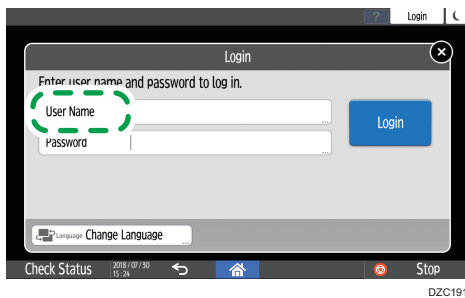 ? Login
Login
Enter user name and password to log in.
User Name
Login
Password
Language Change Language
Check Status 2018/07/30 15:24 Stop
DZC191